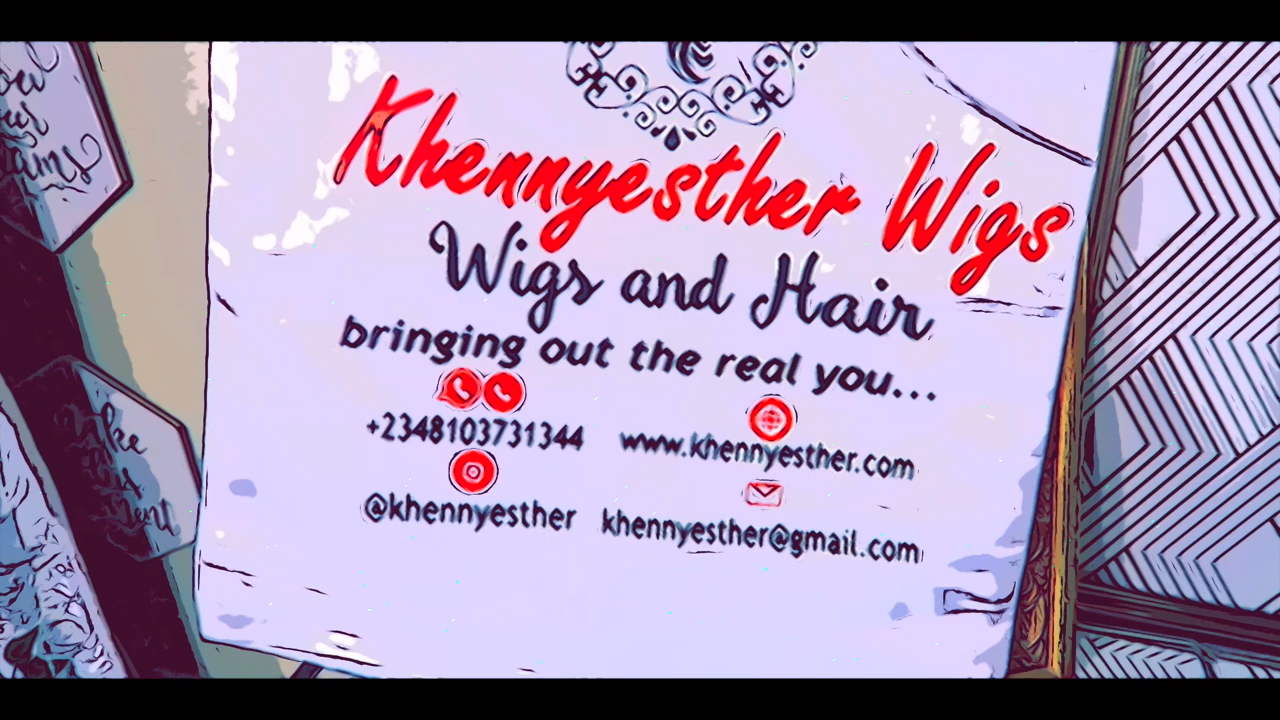 Khennyesther Wigs
Wigs and Hair
bringing out the real you...
+2348103731344
www.khennyesther.com
@khennyesther
khennyesther@gmail.com